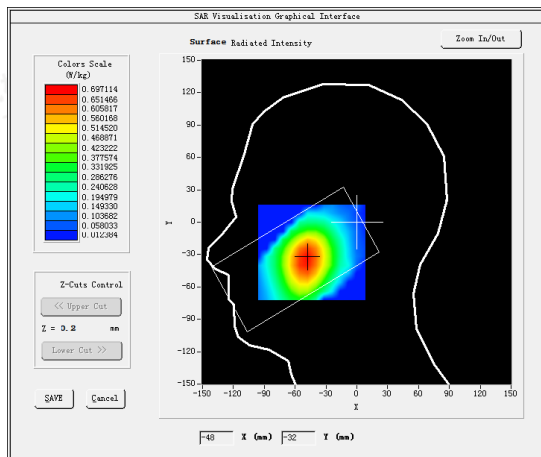 SAR Visualisation Graphical Interface
Surface Radiated Intensity
Zoom In/Out
Colors Scale
(W/kg)
0.697114
0.651466
0.605817
0.560168
0.514520
0.468871
0.423222
0.377574
0.331925
0.286276
0.240628
0.194979
0.149330
0.103682
0.058033
0.012384
Z-Cuts Control
<< Upper Cut
Z = 0.2 mm
Lower Cut >>
SAVE Cancel
150
120
90
60
30
0
-30
-60
-90
-120
-150
Y
-150 -120 -90 -60 -30 0 30 60 90 120 150
X
-48 X (mm) -32 Y (mm)